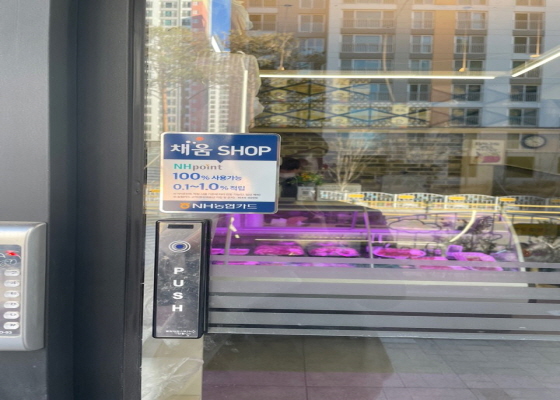 채움 SHOP
NHpoint
100% 사용가능
0.1~1.0% 적립
NH농협카드
PUSH